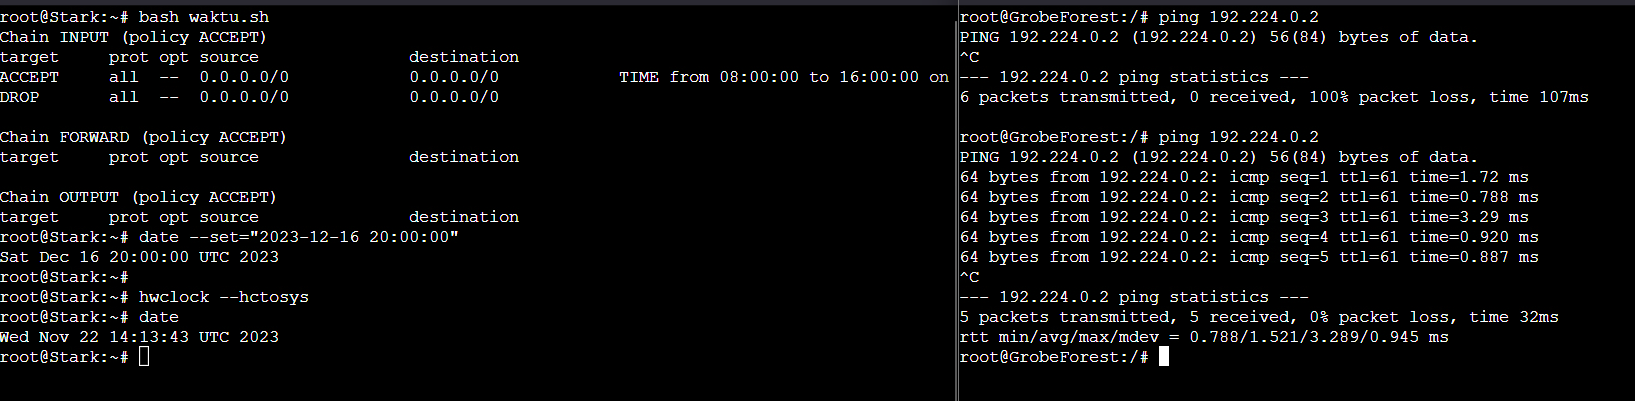 root@Stark:~# bash waktu.sh
Chain INPUT (policy ACCEPT)
target     prot opt source               destination
ACCEPT     all  --  0.0.0.0/0            0.0.0.0/0            TIME from 08:00:00 to 16:00:00 on
DROP       all  --  0.0.0.0/0            0.0.0.0/0

Chain FORWARD (policy ACCEPT)
target     prot opt source               destination

Chain OUTPUT (policy ACCEPT)
target     prot opt source               destination
root@Stark:~# date --set="2023-12-16 20:00:00"
Sat Dec 16 20:00:00 UTC 2023
root@Stark:~#
root@Stark:~# hwclock --hctosys
root@Stark:~# date
Wed Nov 22 14:13:43 UTC 2023
root@Stark:~#
root@GrobeForest:/# ping 192.224.0.2
PING 192.224.0.2 (192.224.0.2) 56(84) bytes of data.
^C
--- 192.224.0.2 ping statistics ---
6 packets transmitted, 0 received, 100% packet loss, time 107ms

root@GrobeForest:/# ping 192.224.0.2
PING 192.224.0.2 (192.224.0.2) 56(84) bytes of data.
64 bytes from 192.224.0.2: icmp seq=1 ttl=61 time=1.72 ms
64 bytes from 192.224.0.2: icmp seq=2 ttl=61 time=0.788 ms
64 bytes from 192.224.0.2: icmp seq=3 ttl=61 time=3.29 ms
64 bytes from 192.224.0.2: icmp seq=4 ttl=61 time=0.920 ms
64 bytes from 192.224.0.2: icmp seq=5 ttl=61 time=0.887 ms
^C
--- 192.224.0.2 ping statistics ---
5 packets transmitted, 5 received, 0% packet loss, time 32ms
rtt min/avg/max/mdev = 0.788/1.521/3.289/0.945 ms
root@GrobeForest:/#